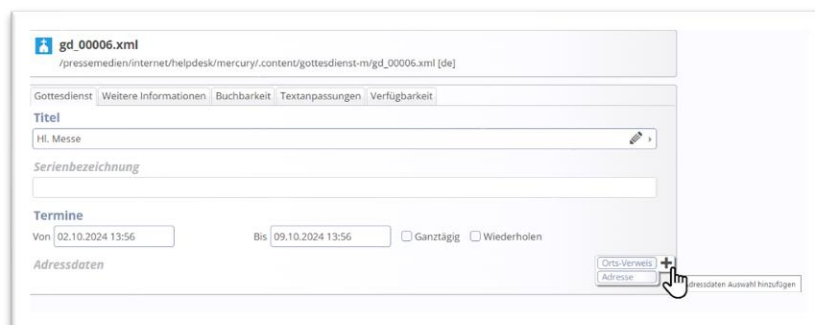 gd_00006.xml
/pressemedien/internet/helpdesk/mercury/.content/gottesdienst-m/gd_00006.xml [de]
Gottesdienst Weitere Informationen Buchbarkeit Textanpassungen Verfügbarkeit
Titel
Hl. Messe
Serienbezeichnung
Termine
Von 02.10.2024 13:56 Bis 09.10.2024 13:56 Ganztägig Wiederholen
Adressdaten Orts-Verweis
Adresse
dressdaten Auswahl hinzufügen